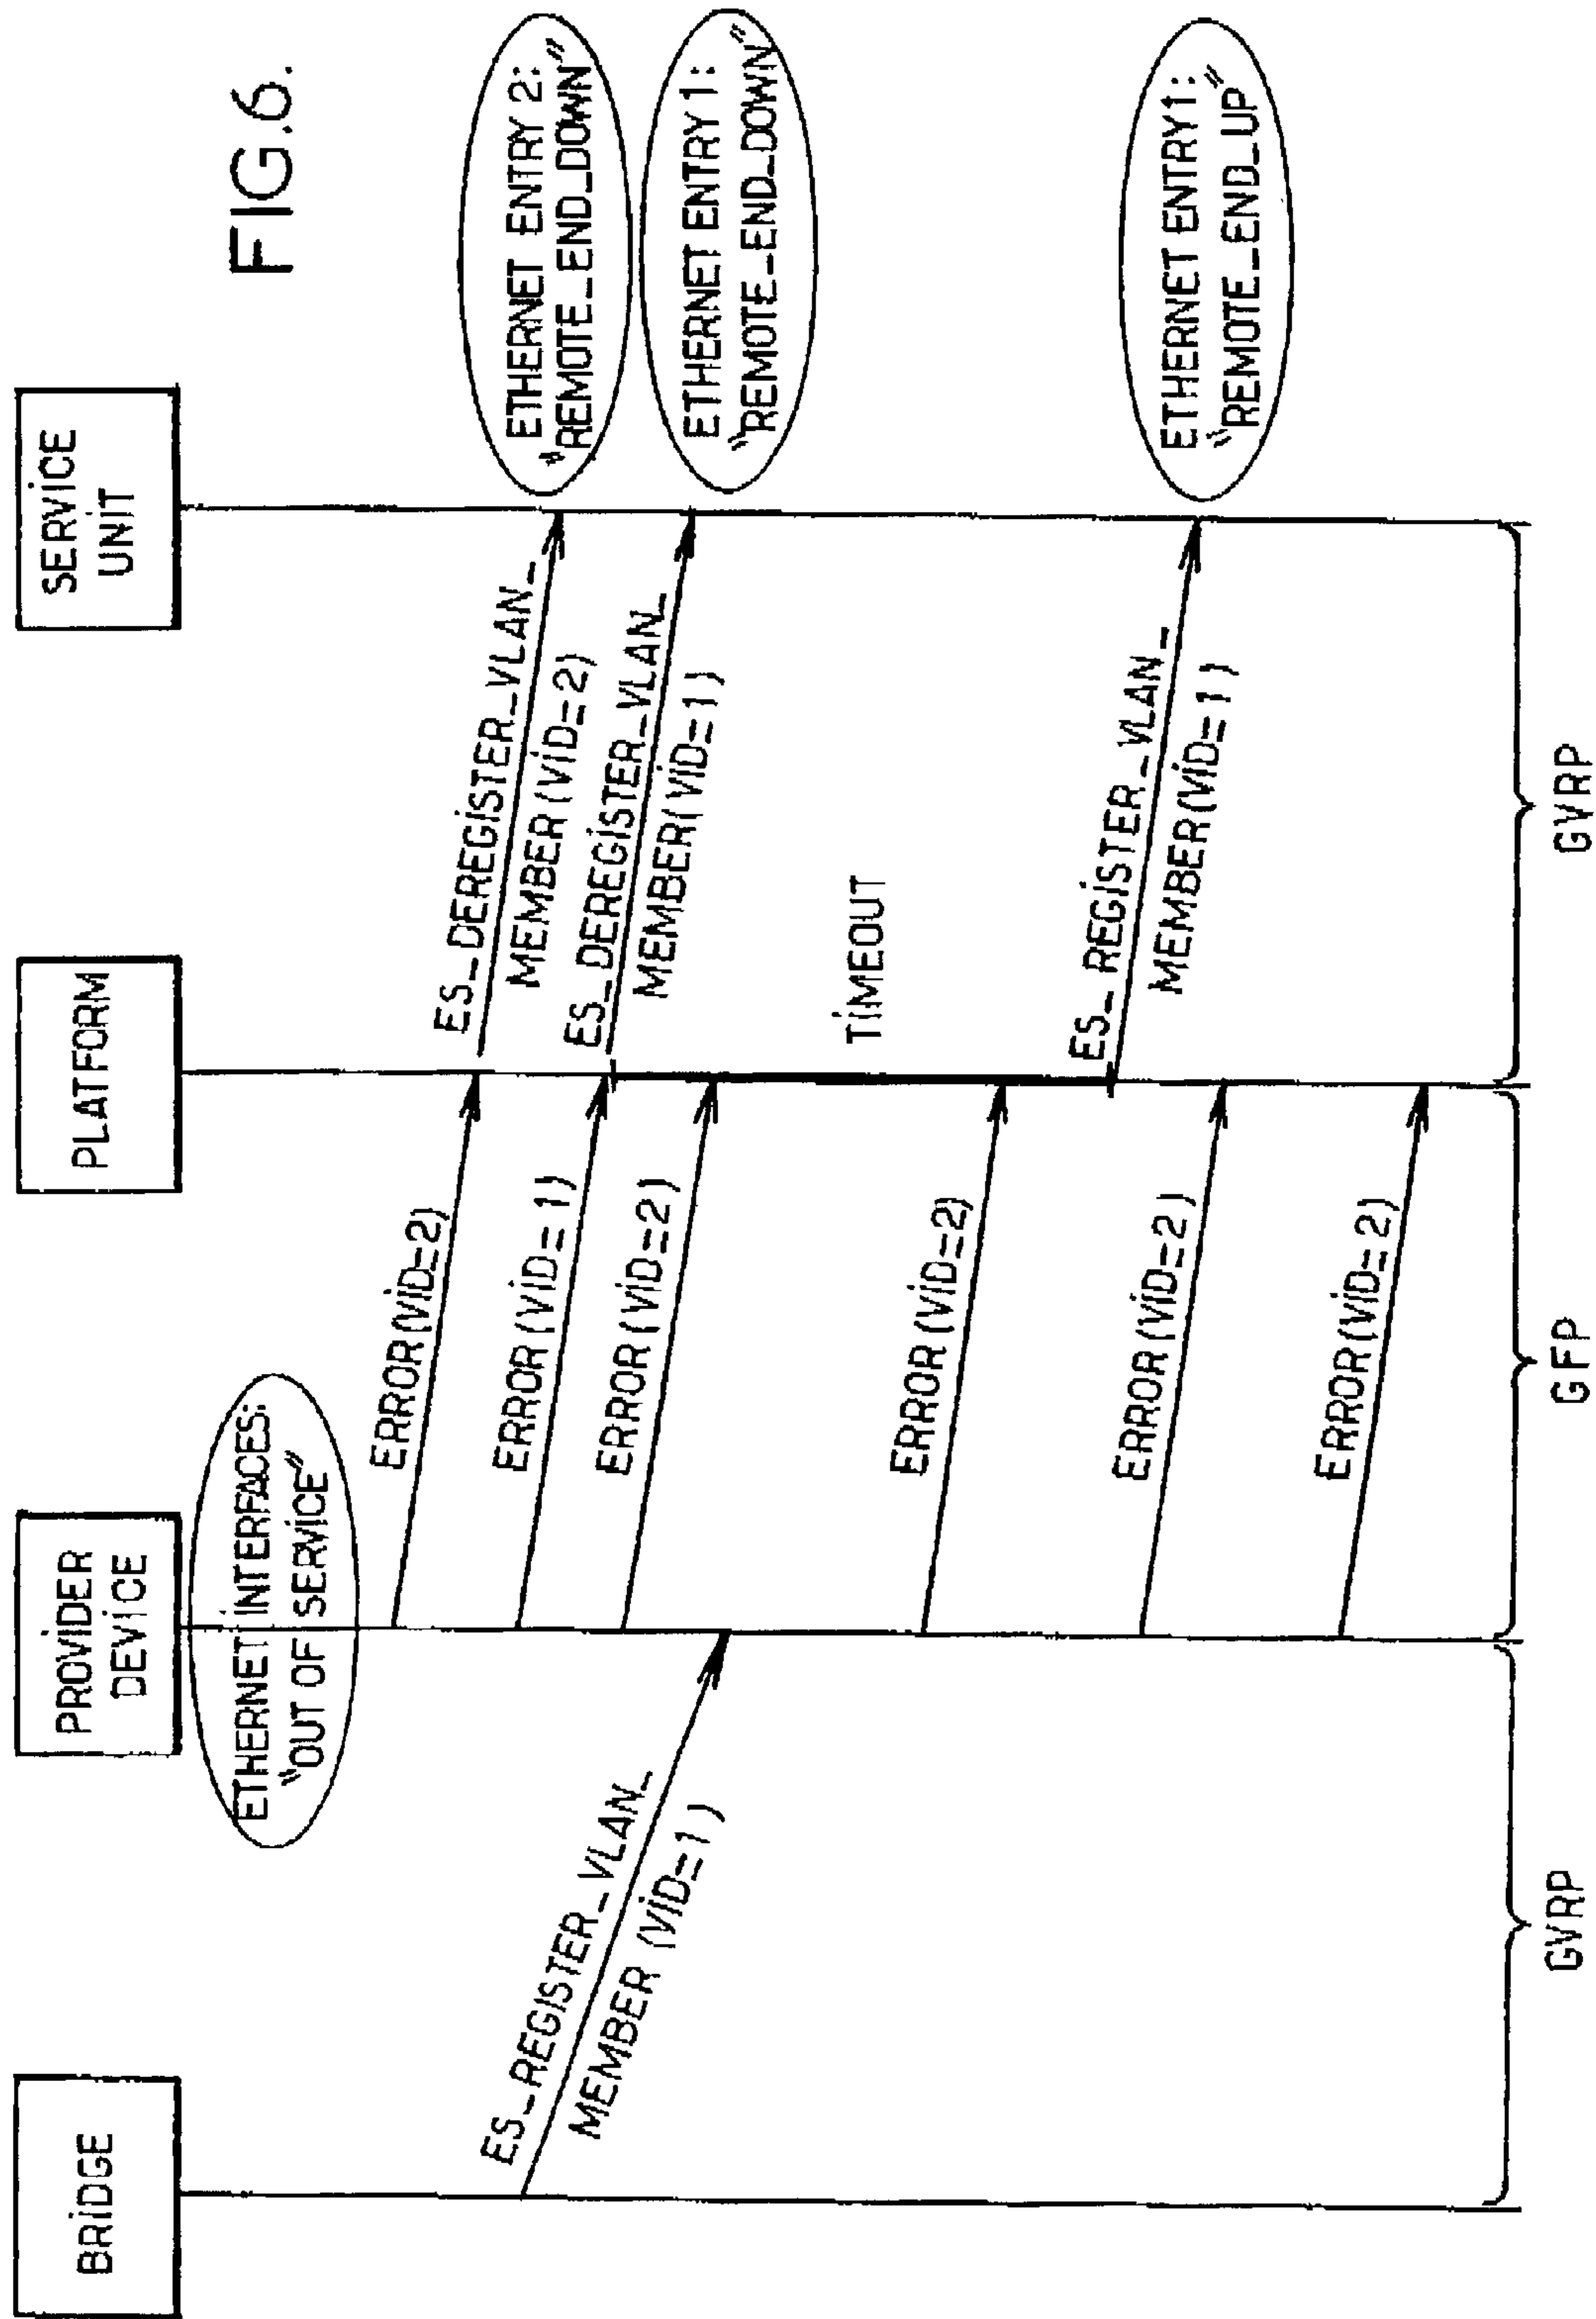 FIG.6.
BRIDGE
PROVIDER
DEVICE
PLATFORM
SERVICE
UNIT
ETHERNET INTERFACES:
"OUT OF SERVICE"
ES_REGISTER_VLAN_
MEMBER (VID=1)
ERROR(VID=2)
ERROR(VID=1)
ERROR(VID=2)
ERROR(VID=2)
ERROR(VID=2)
ERROR(VID=2)
ES_DEREGISTER_VLAN_
MEMBER(VID=2)
ES_DEREGISTER_VLAN_
MEMBER(VID=1)
TIMEOUT
ES_REGISTER_VLAN_
MEMBER(VID=1)
ETHERNET ENTRY 2:
"REMOTE_END_DOWN"
ETHERNET ENTRY 1:
"REMOTE_END_DOWN"
ETHERNET ENTRY1:
"REMOTE_END_UP"
GVRP
GFP
GVRP